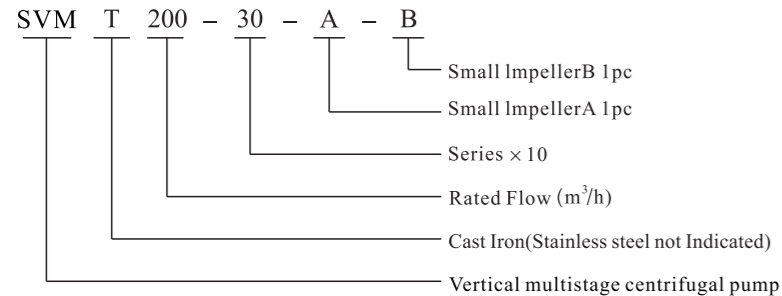 SVM T 200 – 30 – A – B
Small lmpellerB 1pc
Small lmpellerA 1pc
Series × 10
Rated Flow (m³/h)
Cast Iron(Stainless steel not Indicated)
Vertical multistage centrifugal pump